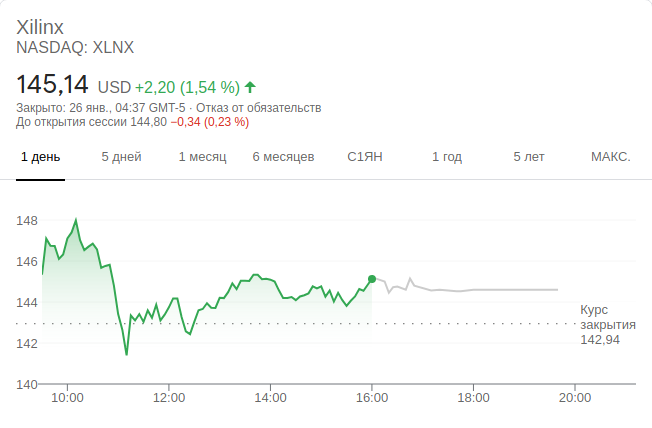 Xilinx
NASDAQ: XLNX
145,14 USD +2,20 (1,54 %)
Закрыто: 26 янв., 04:37 GMT-5 · Отказ от обязательств
До открытия сессии 144,80 −0,34 (0,23 %)
1 день 5 дней 1 месяц 6 месяцев С1ЯН 1 год 5 лет МАКС.
148
146
144
Курс
закрытия
142,94
142
140
10:00 12:00 14:00 16:00 18:00 20:00